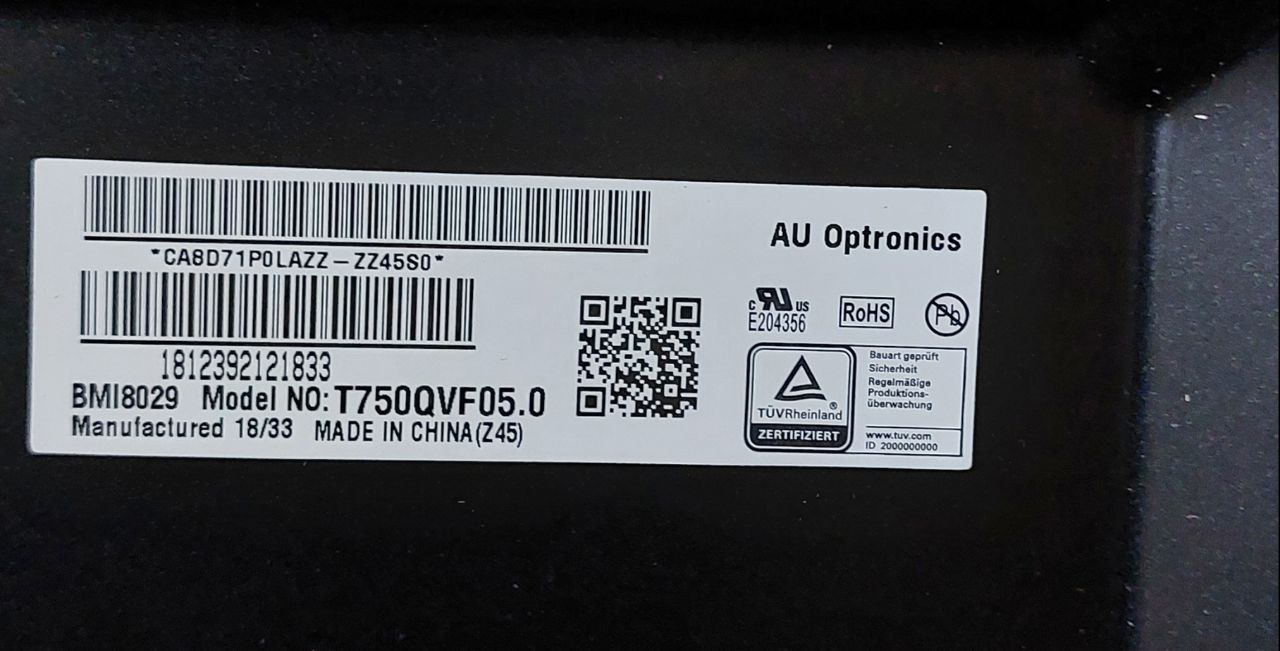 *CA8D71P0LAZZ-ZZ45S0*
1812392121833
BMI8029 Model NO: T750QVF05.0
Manufactured 18/33 MADE IN CHINA(Z45)
AU Optronics
c RU US
E204356
RoHS
Pb
TÜVRheinland®
ZERTIFIZIERT
Bauart geprüft
Sicherheit
Regelmäßige
Produktions-
überwachung
www.tuv.com
ID 2000000000